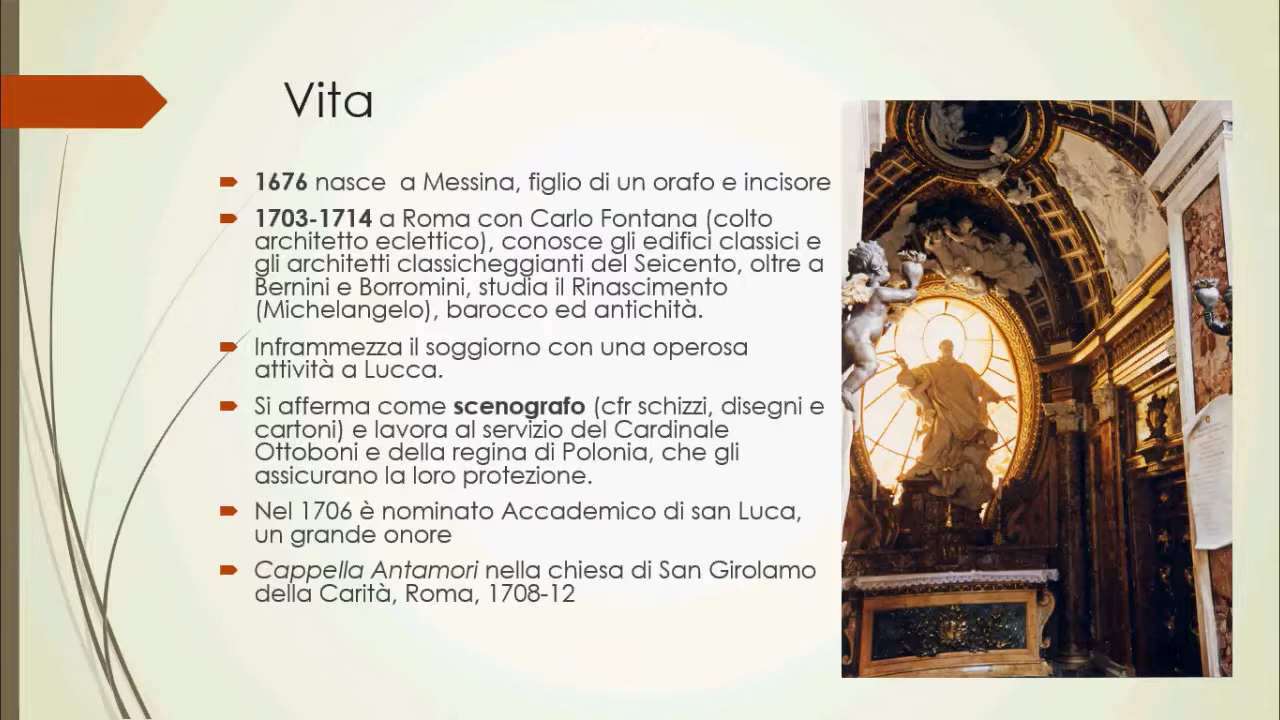 Vita
1676 nasce  a Messina, figlio di un orafo e incisore
1703-1714 a Roma con Carlo Fontana (colto
architetto eclettico), conosce gli edifici classici e
gli architetti classicheggianti del Seicento, oltre a
Bernini e Borromini, studia il Rinascimento
(Michelangelo), barocco ed antichità.
Inframmezza il soggiorno con una operosa
attività a Lucca.
Si afferma come scenografo (cfr schizzi, disegni e
cartoni) e lavora al servizio del Cardinale
Ottoboni e della regina di Polonia, che gli
assicurano la loro protezione.
Nel 1706 è nominato Accademico di san Luca,
un grande onore
Cappella Antamori nella chiesa di San Girolamo
della Carità, Roma, 1708-12